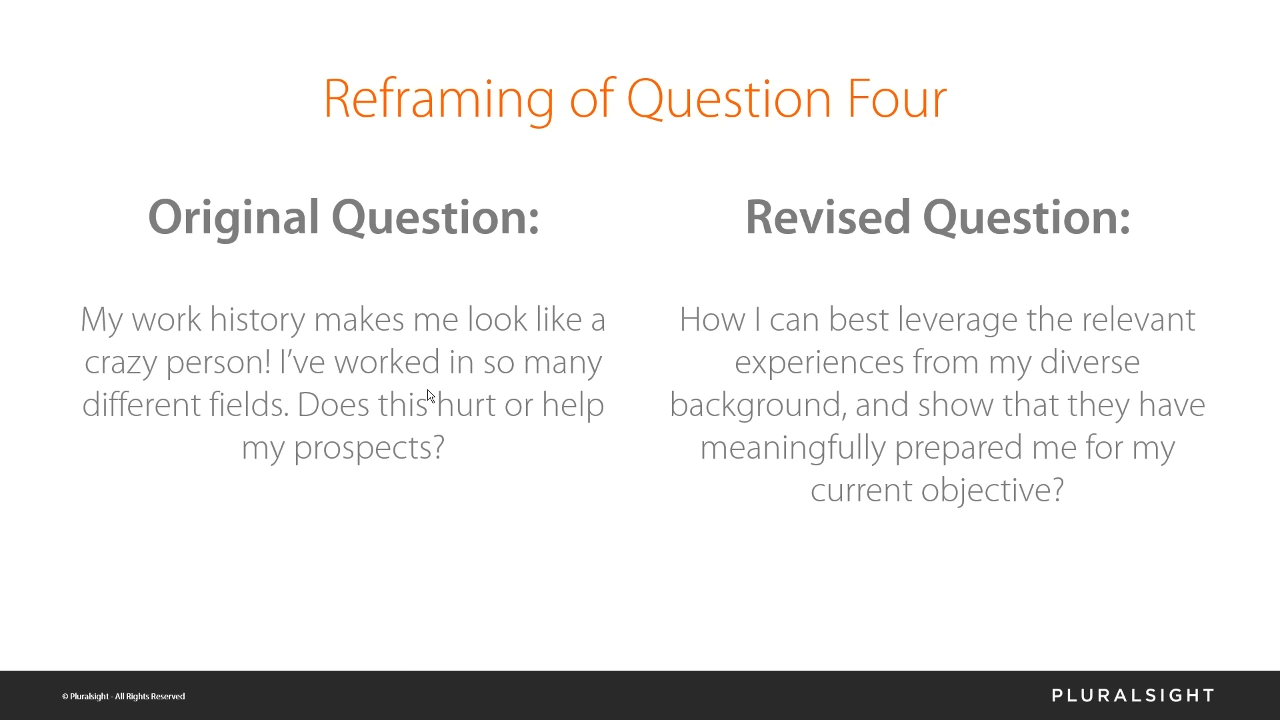 Reframing of Question Four
Original Question:
My work history makes me look like a
crazy person! I’ve worked in so many
different fields. Does this hurt or help
my prospects?
Revised Question:
How I can best leverage the relevant
experiences from my diverse
background, and show that they have
meaningfully prepared me for my
current objective?
© Pluralsight - All Rights Reserved
PLURALSIGHT